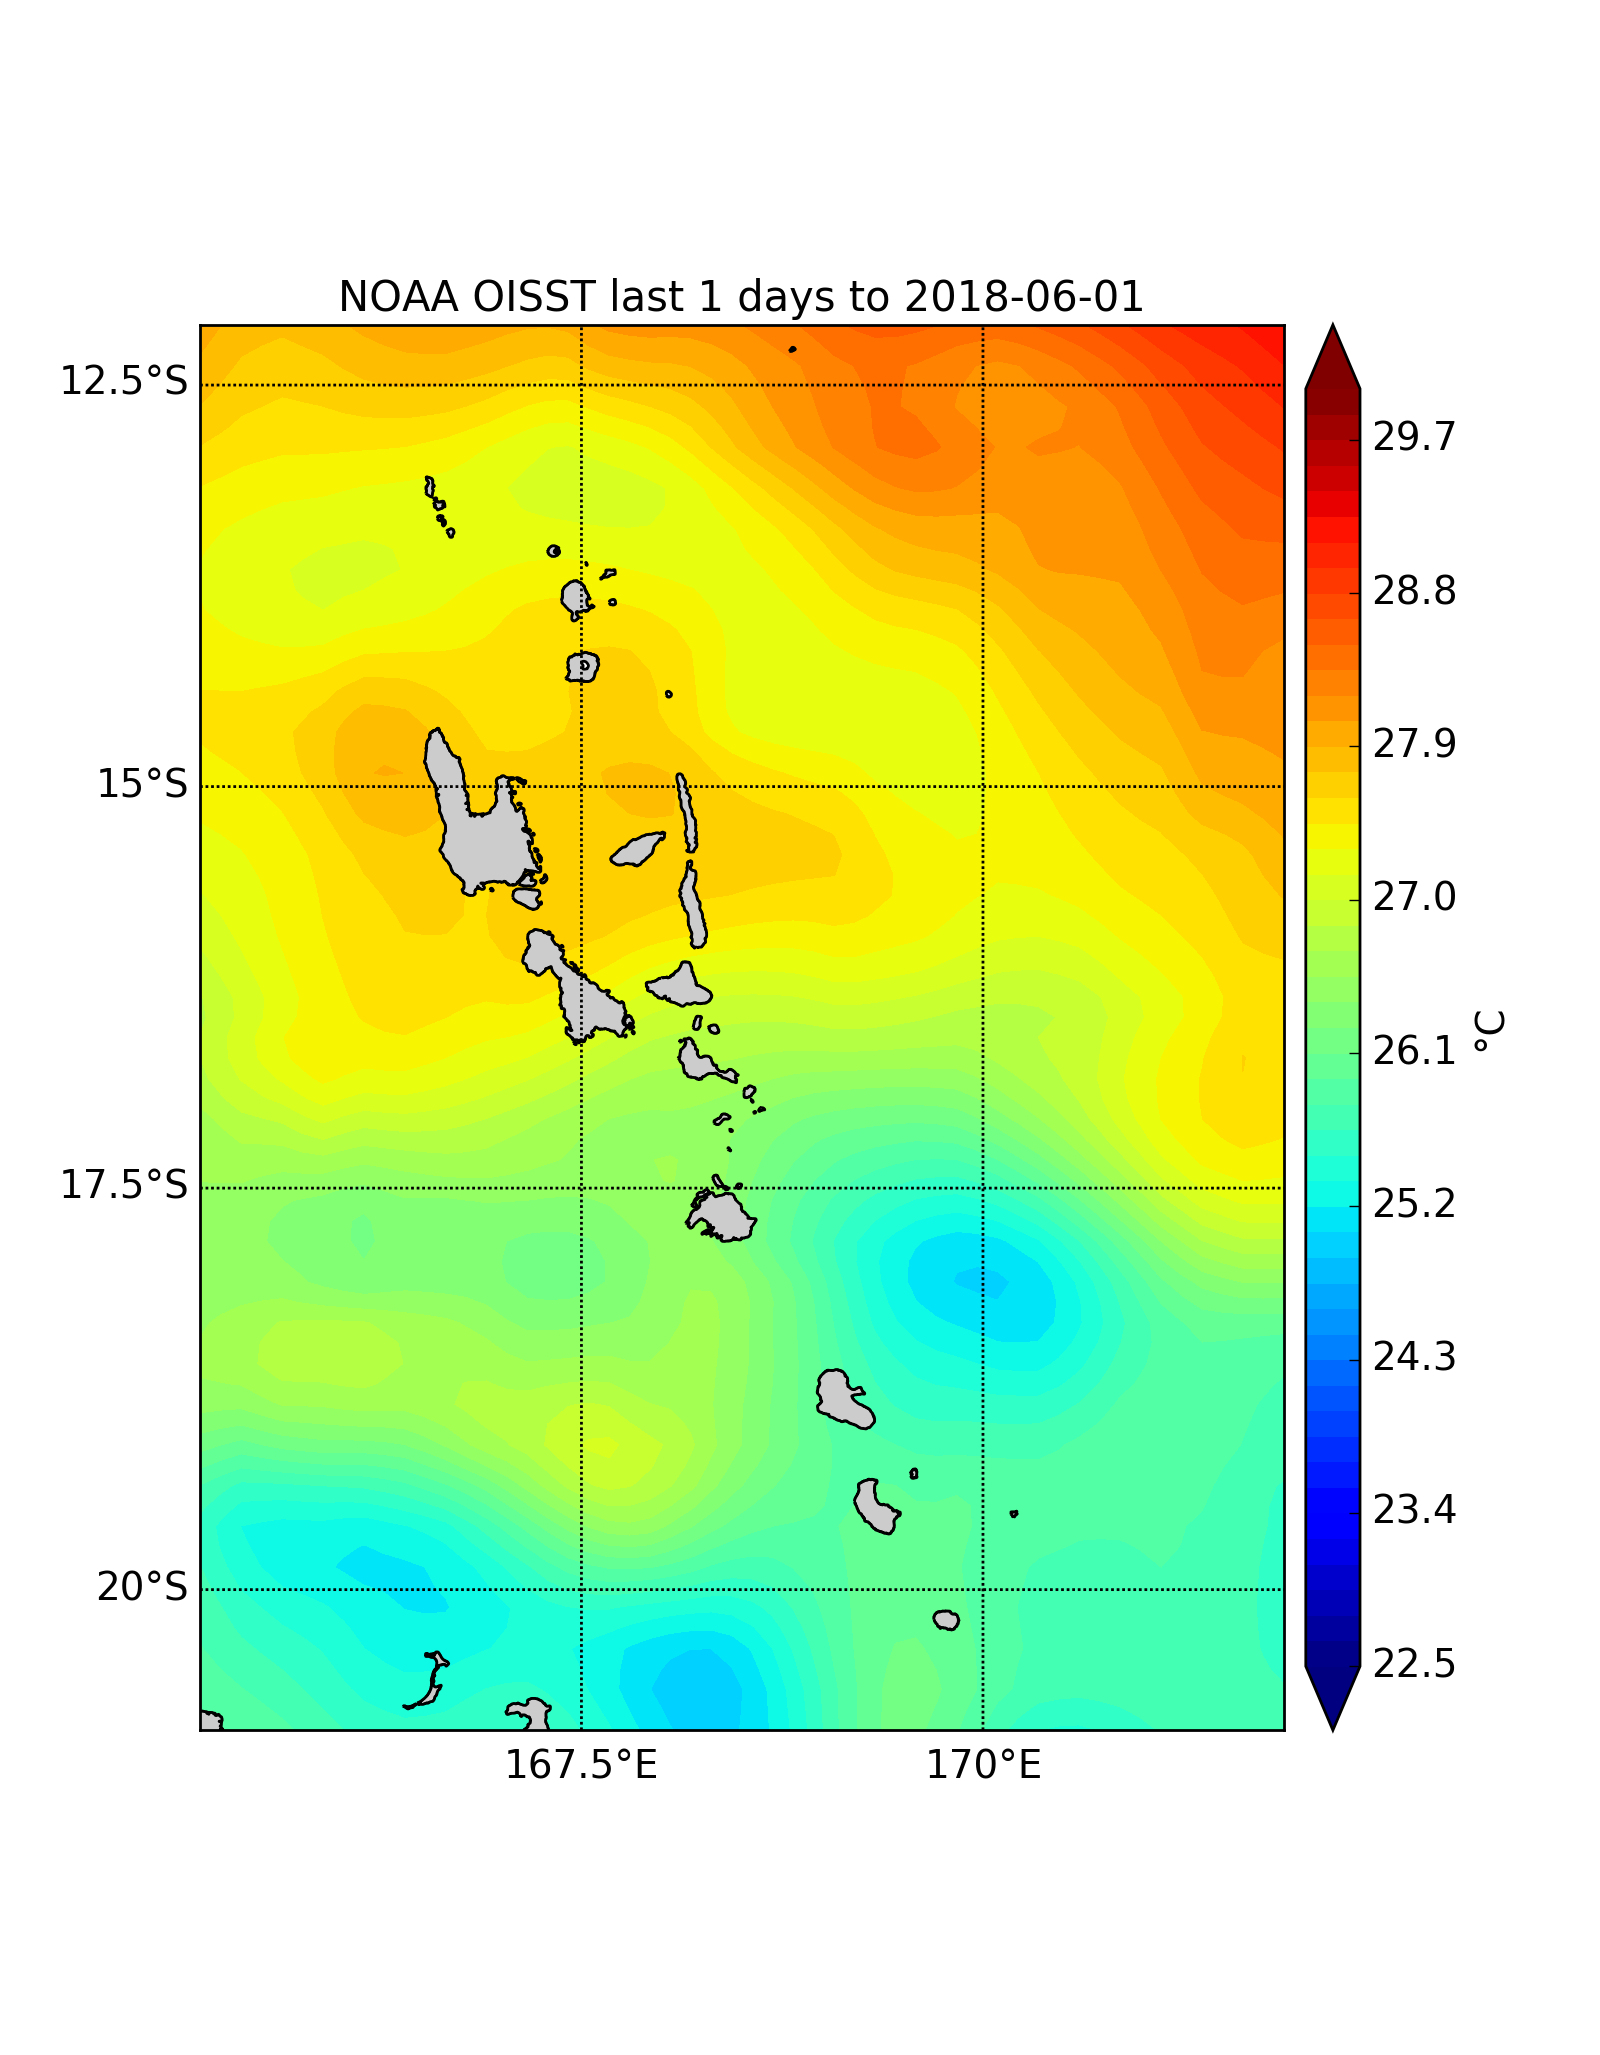 NOAA OISST last 1 days to 2018-06-01
12.5°S
15°S
17.5°S
20°S
167.5°E
170°E
29.7
28.8
27.9
27.0
26.1
25.2
24.3
23.4
22.5
°C